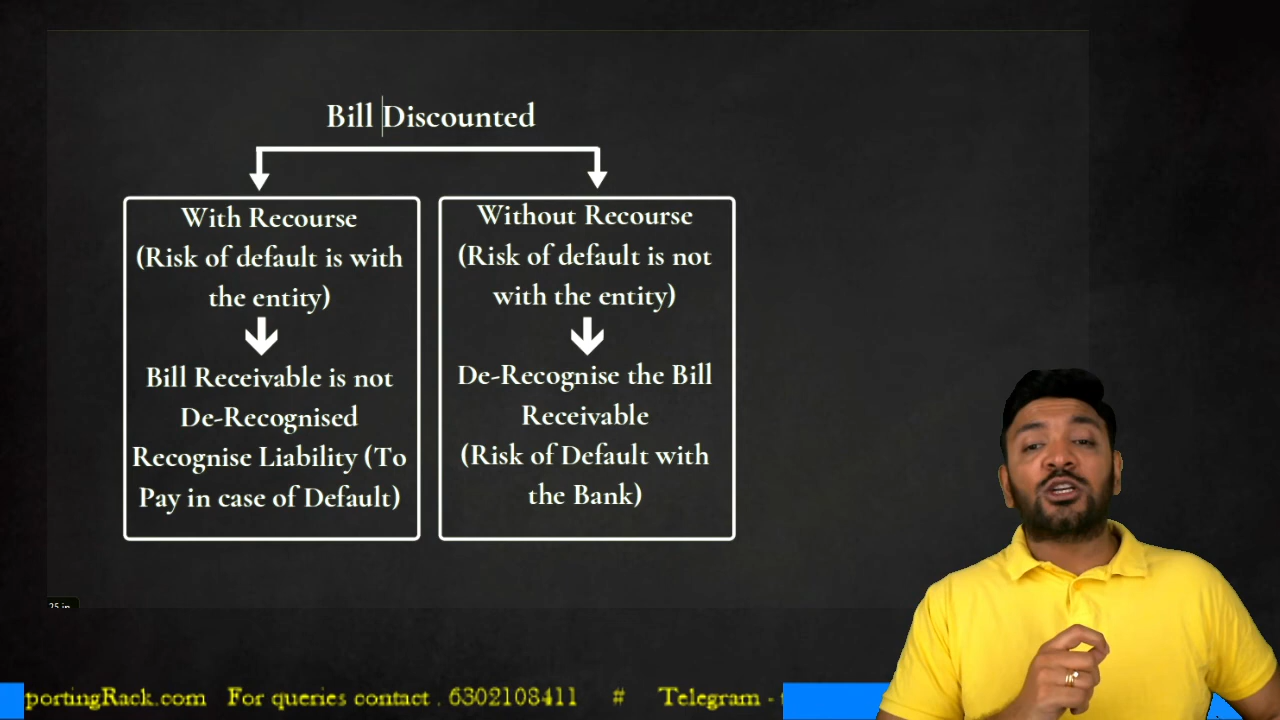 Bill Discounted
With Recourse
(Risk of default is with
the entity)
Bill Receivable is not
De-Recognised
Recognise Liability (To
Pay in case of Default)
Without Recourse
(Risk of default is not
with the entity)
De-Recognise the Bill
Receivable
(Risk of Default with
the Bank)
25 in
portingRack.com For queries contact . 6302108411 # Telegram -